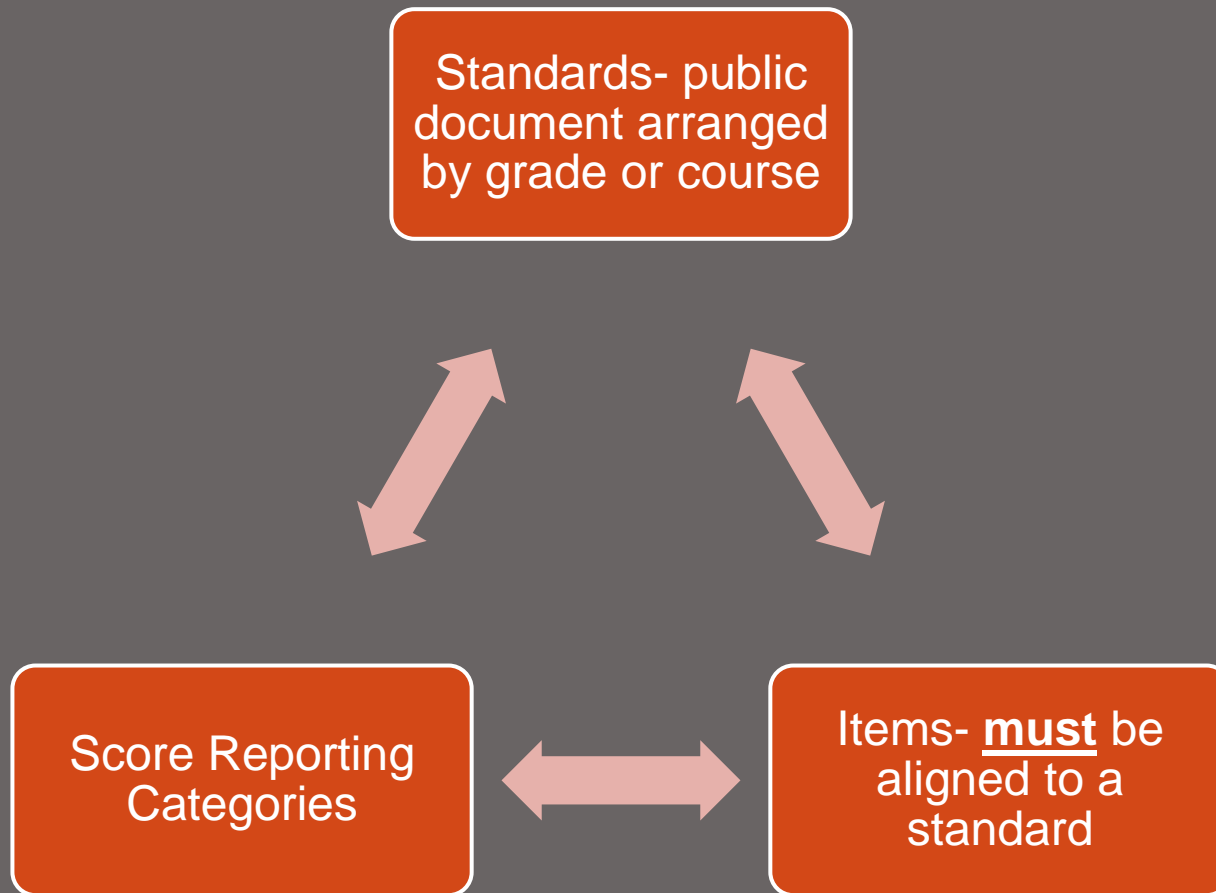 Standards- public
document arranged
by grade or course
Score Reporting
Categories
Items- must be
aligned to a
standard